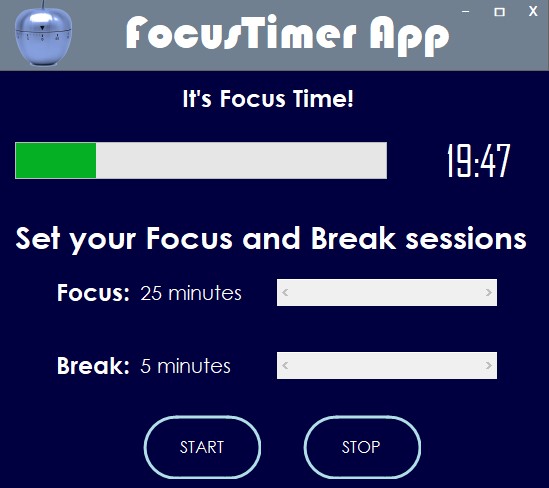 FocusTimer App
X
It's Focus Time!
19:47
Set your Focus and Break sessions
Focus: 25 minutes
Break: 5 minutes
START STOP